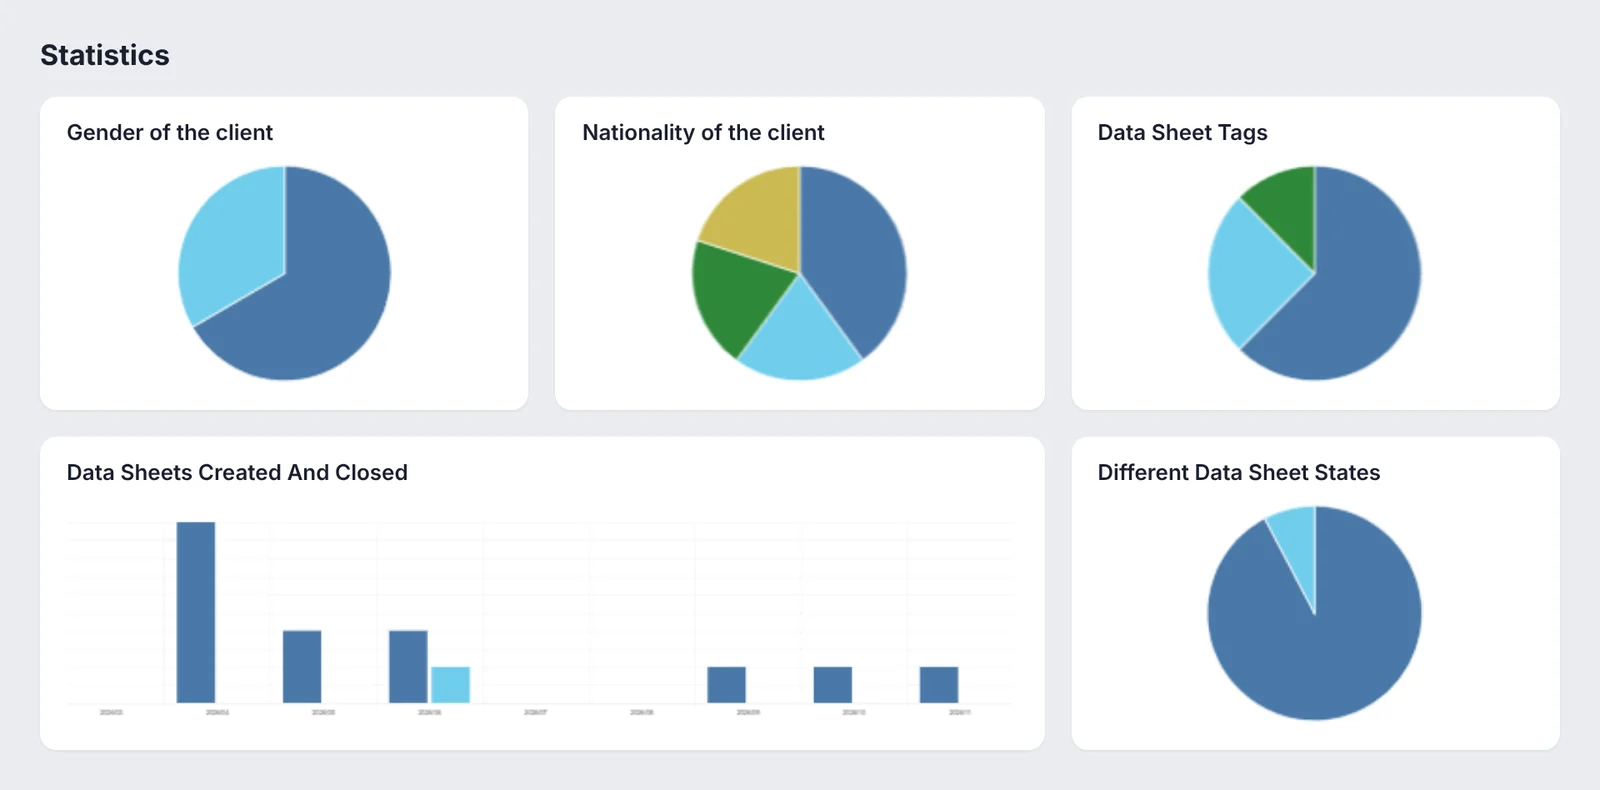 Statistics
Gender of the client
Nationality of the client
Data Sheet Tags
Data Sheets Created And Closed
Different Data Sheet States